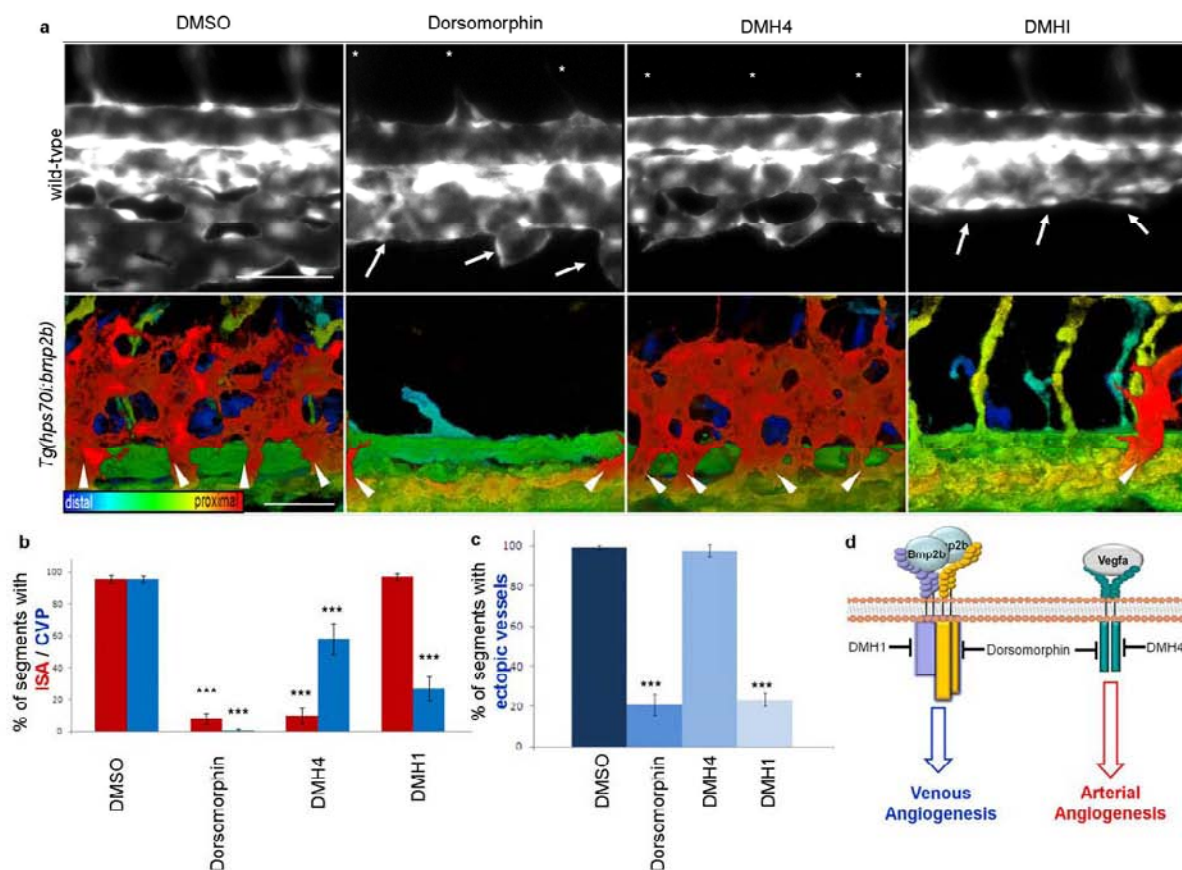 a
DMSO
Dorsomorphin
DMH4
DMHI
wild-type
* * *
* * *
Tg(hps70i:bmp2b)
distal proximal
b
% of segments with
ISA / CVP
100
60
40
20
0
*** ***
*** ***
***
DMSO
Dorsomorphin
DMH4
DMH1
c
% of segments with
ectopic vessels
100
80
60
40
20
0
***
***
DMSO
Dorsomorphin
DMH4
DMH1
d
Bmp2b mp2b
Vegfa
DMH1 Dorsomorphin DMH4
Venous
Angiogenesis
Arterial
Angiogenesis